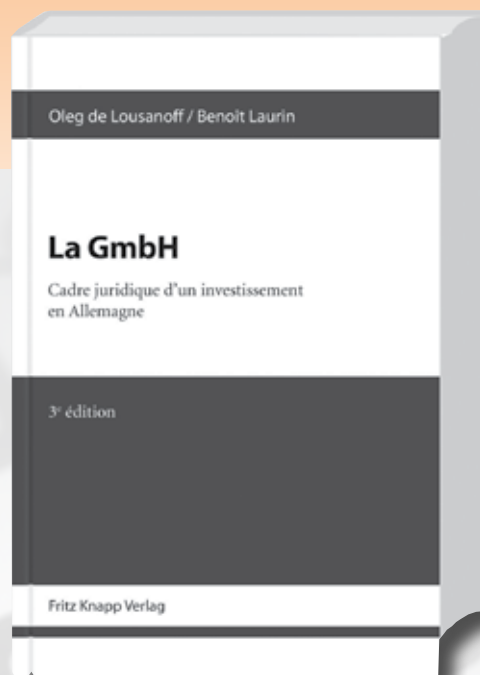 Oleg de Lousanoff / Benoît Laurin
La GmbH
Cadre juridique d'un investissement
en Allemagne
3e édition
Fritz Knapp Verlag